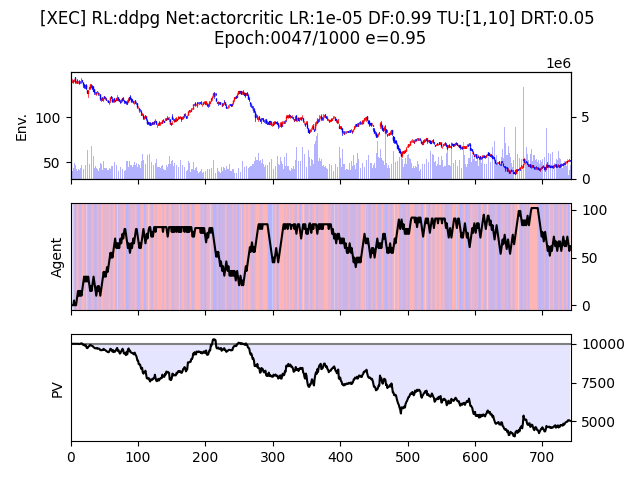 [XEC] RL:ddpg Net:actorcritic LR:1e-05 DF:0.99 TU:[1,10] DRT:0.05
Epoch:0047/1000 e=0.95
1e6
Env.
100
50
5
0
Agent
100
50
0
PV
10000
7500
5000
0 100 200 300 400 500 600 700